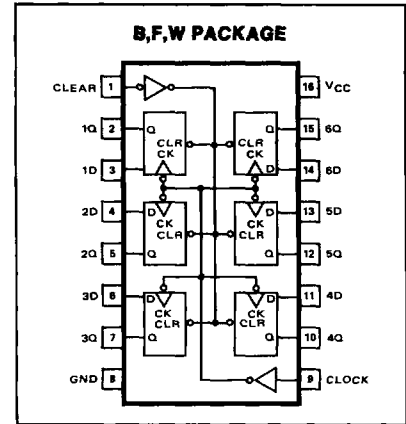 B,F,W PACKAGE
CLEAR 1 16 VCC
1Q 2 Q Q 15 6Q
CLR CLR
CK CK
1D 3 D D 14 6D
2D 4 D D 13 5D
CK CK
CLR CLR
2Q 5 Q Q 12 5Q
3D 6 D D 11 4D
CK CK
CLR CLR
3Q 7 Q Q 10 4Q
GND 8 9 CLOCK